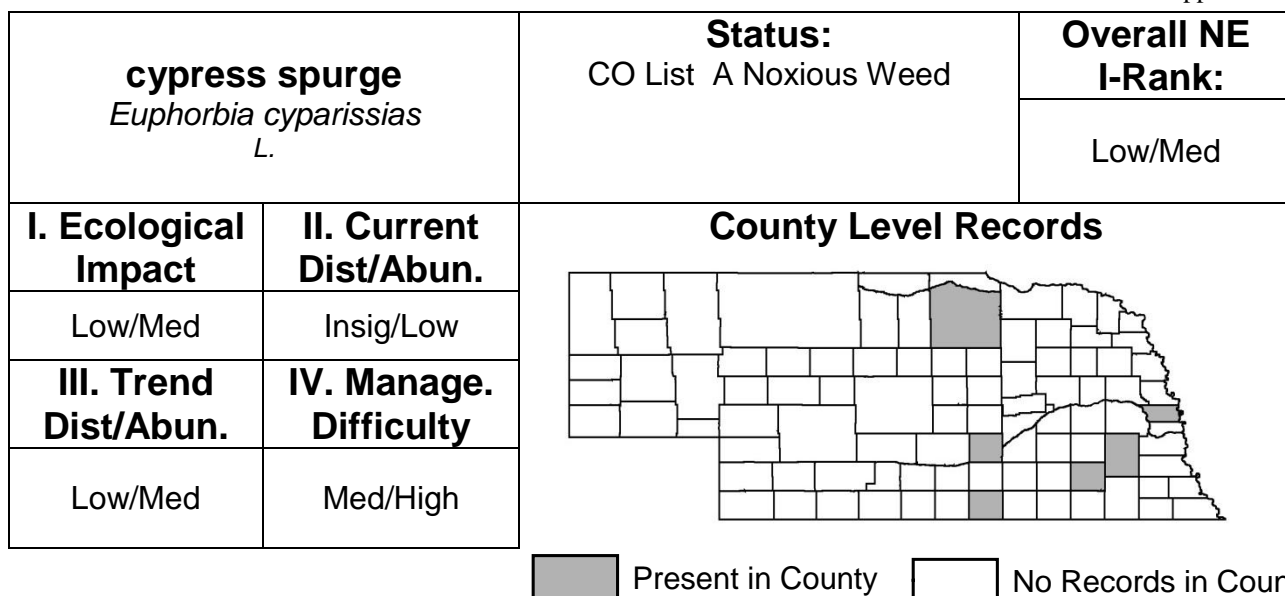 cypress spurge
Euphorbia cyparissias
L.
Status:
CO List A Noxious Weed
Overall NE
I-Rank:
Low/Med
I. Ecological
Impact
II. Current
Dist/Abun.
Low/Med
Insig/Low
III. Trend
Dist/Abun.
IV. Manage.
Difficulty
Low/Med
Med/High
County Level Records
Present in County
No Records in Coun